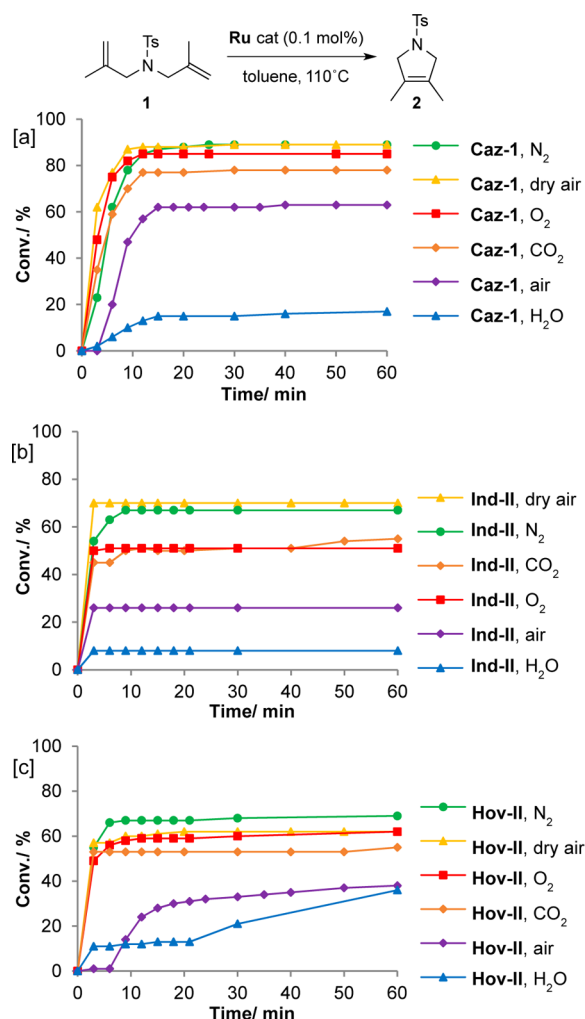 Ts
N
1
Ru cat (0.1 mol%)
toluene, 110˚C
Ts
N
2
[a]
100
80
60
40
20
0
Conv./ %
0 10 20 30 40 50 60
Time/ min
Caz-1, N₂
Caz-1, dry air
Caz-1, O₂
Caz-1, CO₂
Caz-1, air
Caz-1, H₂O
[b]
100
80
60
40
20
0
Conv./ %
0 10 20 30 40 50 60
Time/ min
Ind-II, dry air
Ind-II, N₂
Ind-II, CO₂
Ind-II, O₂
Ind-II, air
Ind-II, H₂O
[c]
100
80
60
40
20
0
Conv./ %
0 10 20 30 40 50 60
Time/ min
Hov-II, N₂
Hov-II, dry air
Hov-II, O₂
Hov-II, CO₂
Hov-II, air
Hov-II, H₂O